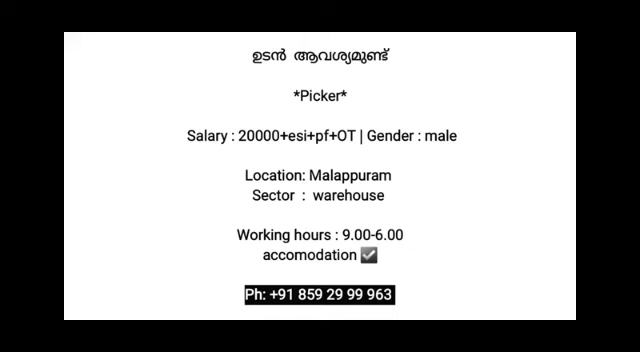 ഉടൻ ആവശ്യമുണ്ട്
*Picker*
Salary : 20000+esi+pf+OT | Gender : male
Location: Malappuram
Sector : warehouse
Working hours : 9.00-6.00
accomodation ✅
Ph: +91 859 29 99 963